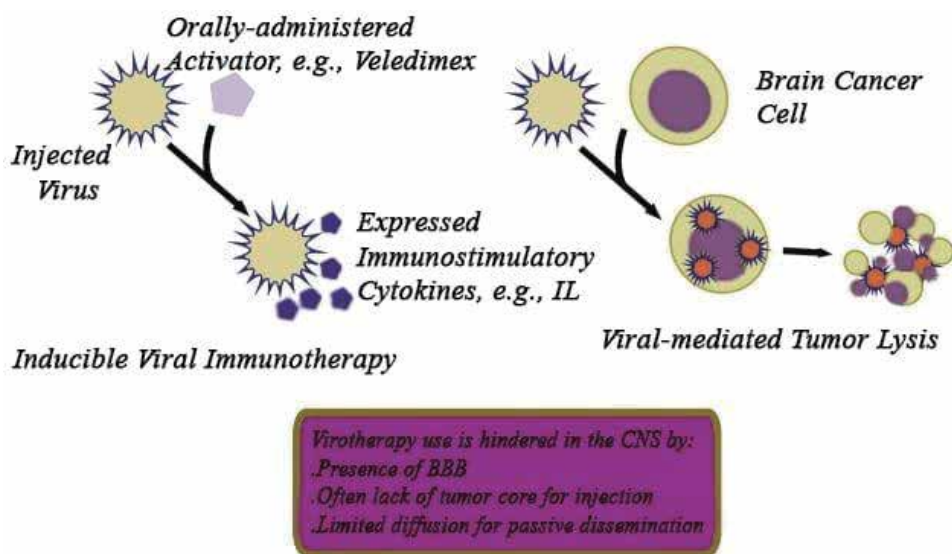 Orally-administered
Activator, e.g., Veledimex
Injected
Virus
Expressed
Immunostimulatory
Cytokines, e.g., IL
Inducible Viral Immunotherapy
Brain Cancer
Cell
Viral-mediated Tumor Lysis
Virotherapy use is hindered in the CNS by:
.Presence of BBB
.Often lack of tumor core for injection
.Limited diffusion for passive dissemination